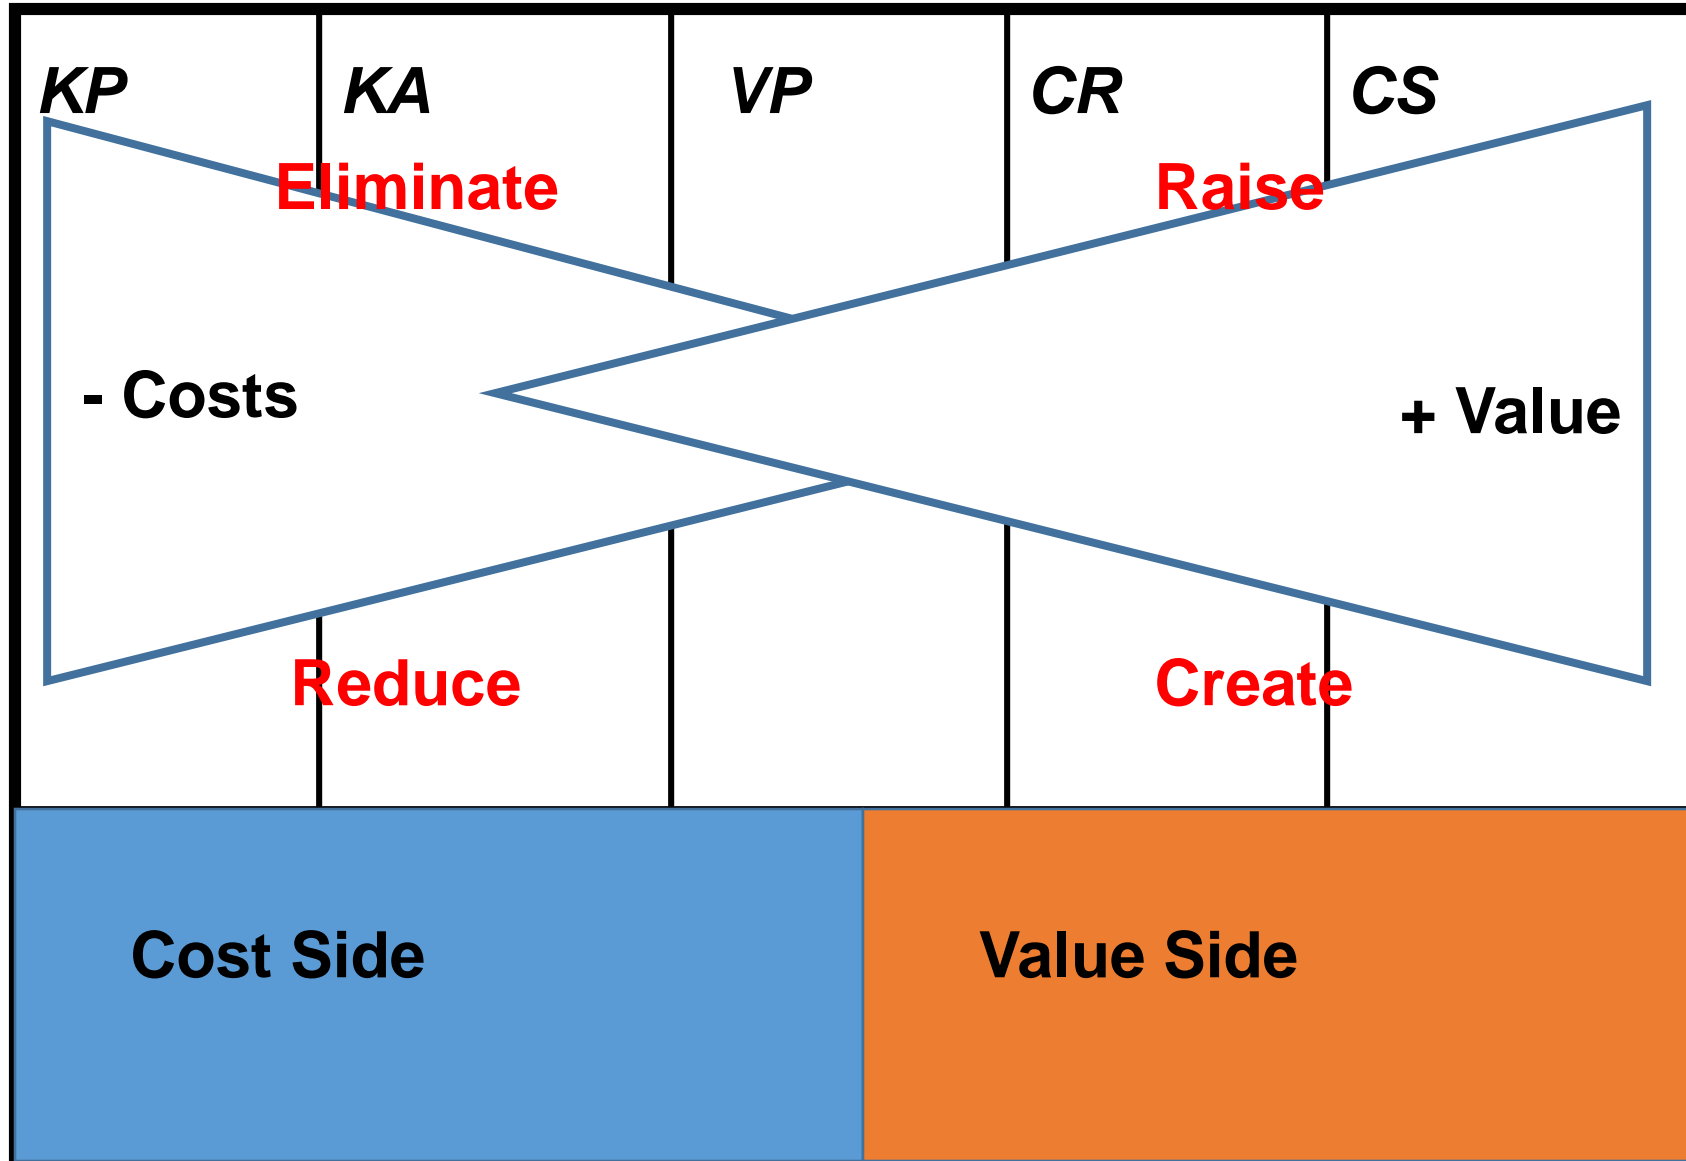 KP
KA
VP
CR
CS
Eliminate
Raise
- Costs
+ Value
Reduce
Create
Cost Side
Value Side